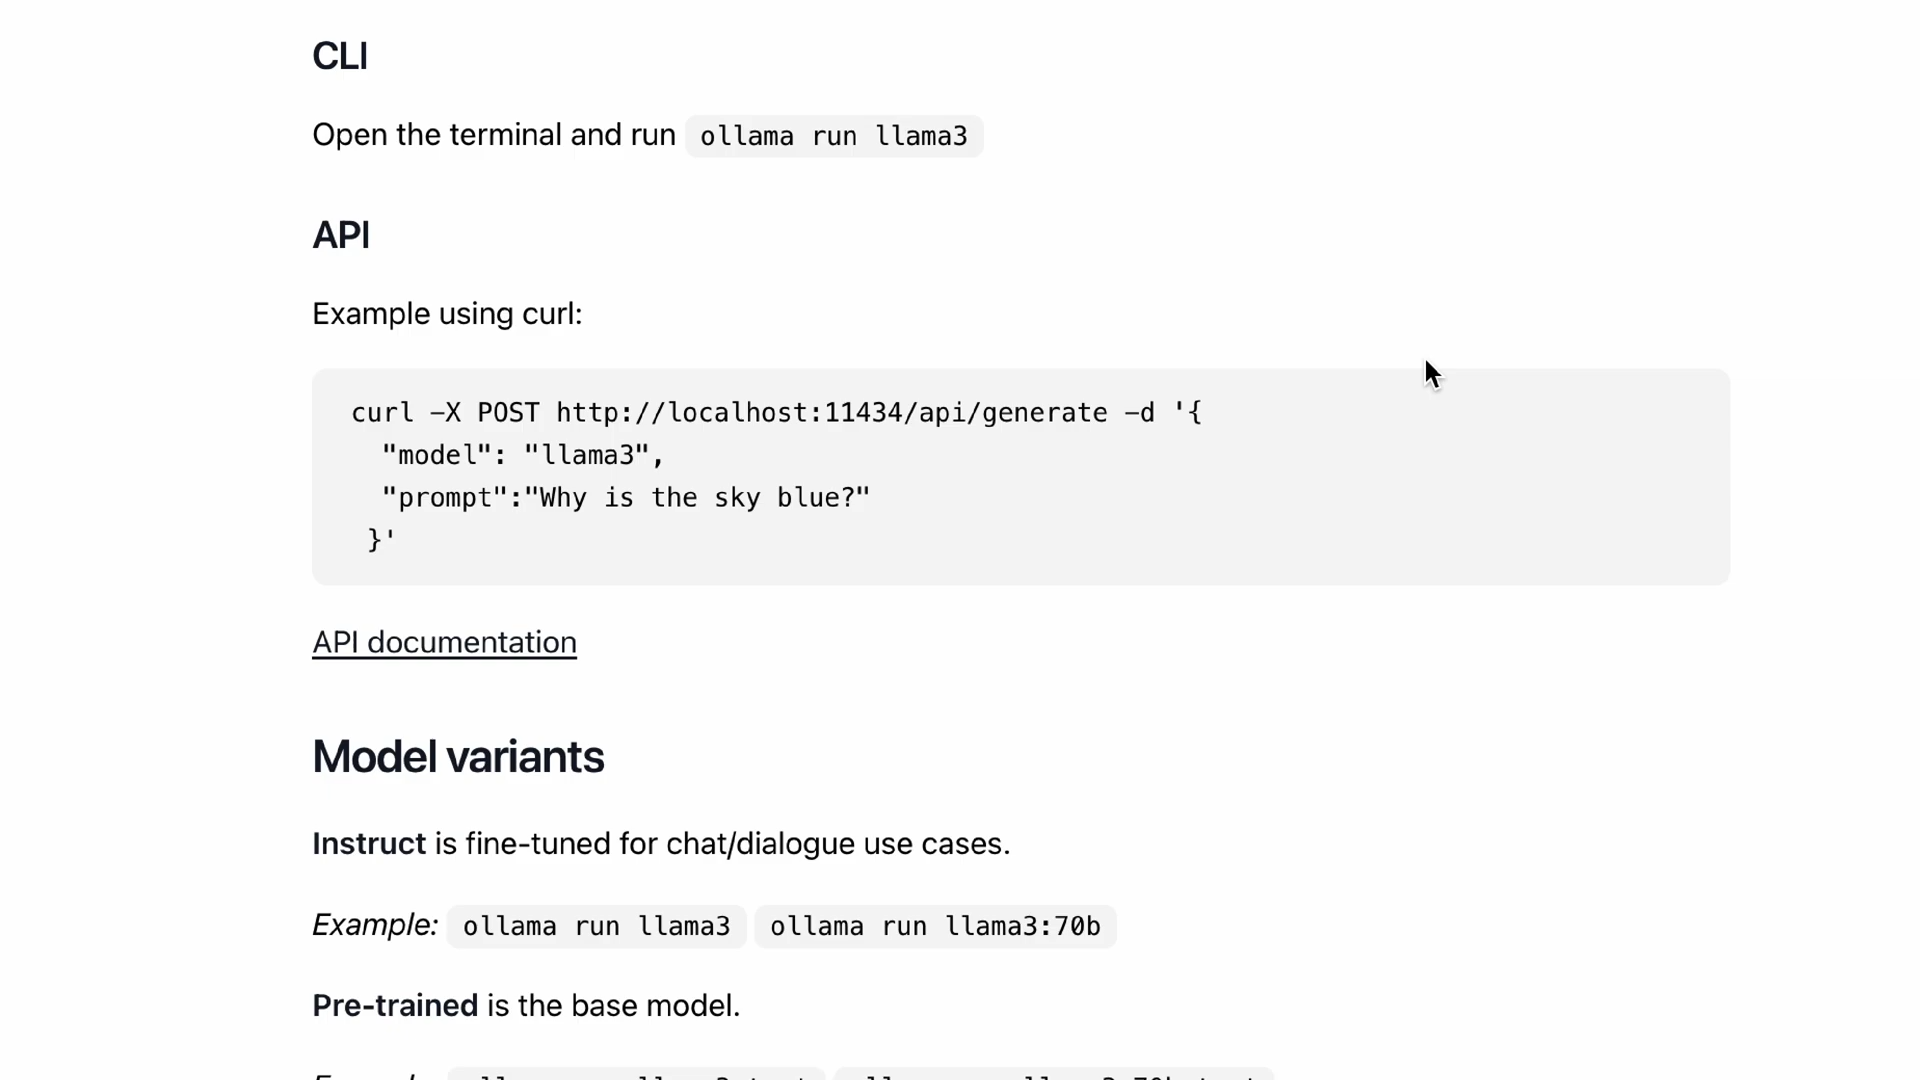 CLI
Open the terminal and run ollama run llama3
API
Example using curl:
curl -X POST http://localhost:11434/api/generate -d '{
"model": "llama3",
"prompt":"Why is the sky blue?"
}'
API documentation
Model variants
Instruct is fine-tuned for chat/dialogue use cases.
Example: ollama run llama3 ollama run llama3:70b
Pre-trained is the base model.